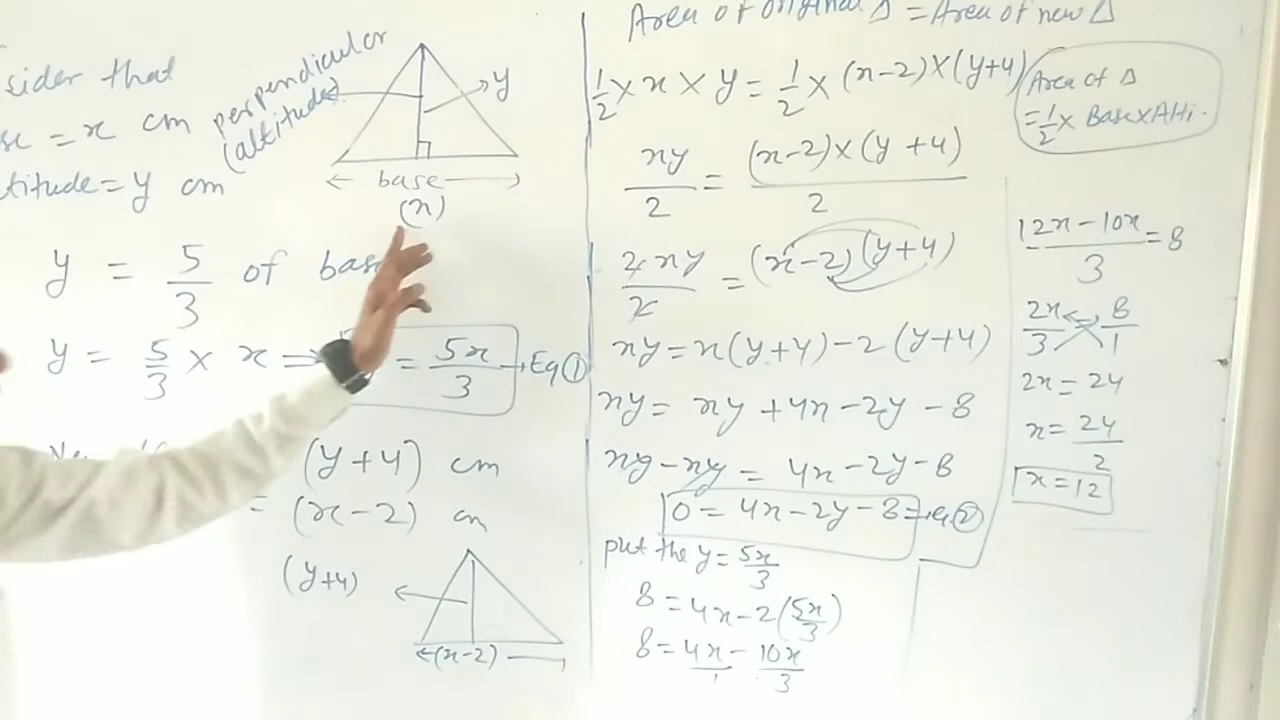 sider that
= x cm
titude = y cm
perpendicular
(altitude)
y
← base →
(x)
y = 5/3 of bas
y = 5/3 × x ⇒ = 5x/3 → Eq ①
(y+4) cm
= (x-2) cm
(y+4)
←(x-2)→
Area of original Δ = Area of new Δ
1/2 × x × y = 1/2 × (x-2) × (y+4)
Area of Δ
= 1/2 × Base × Alti.
xy/2 = (x-2)×(y+4)/2
2xy/2 = (x-2)(y+4)
xy = x(y+4) - 2(y+4)
xy = xy + 4x - 2y - 8
xy - xy = 4x - 2y - 8
0 = 4x - 2y - 8 → eq ②
put the y = 5x/3
8 = 4x - 2(5x/3)
8 = 4x/1 - 10x/3
12x - 10x/3 = 8
2x/3 8/1
2x = 24
x = 24/2
x = 12